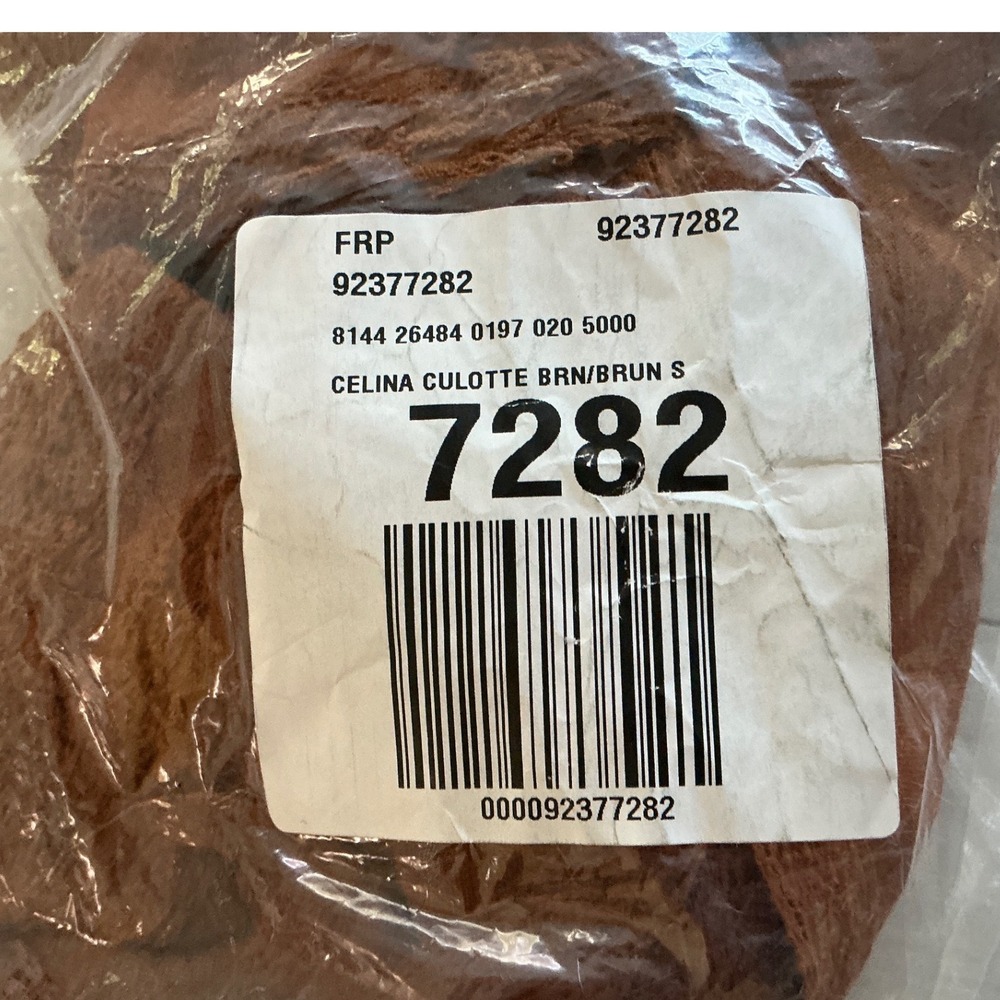 FRP 92377282
92377282
8144 26484 0197 020 5000
CELINA CULOTTE BRN/BRUN S
7282
000092377282